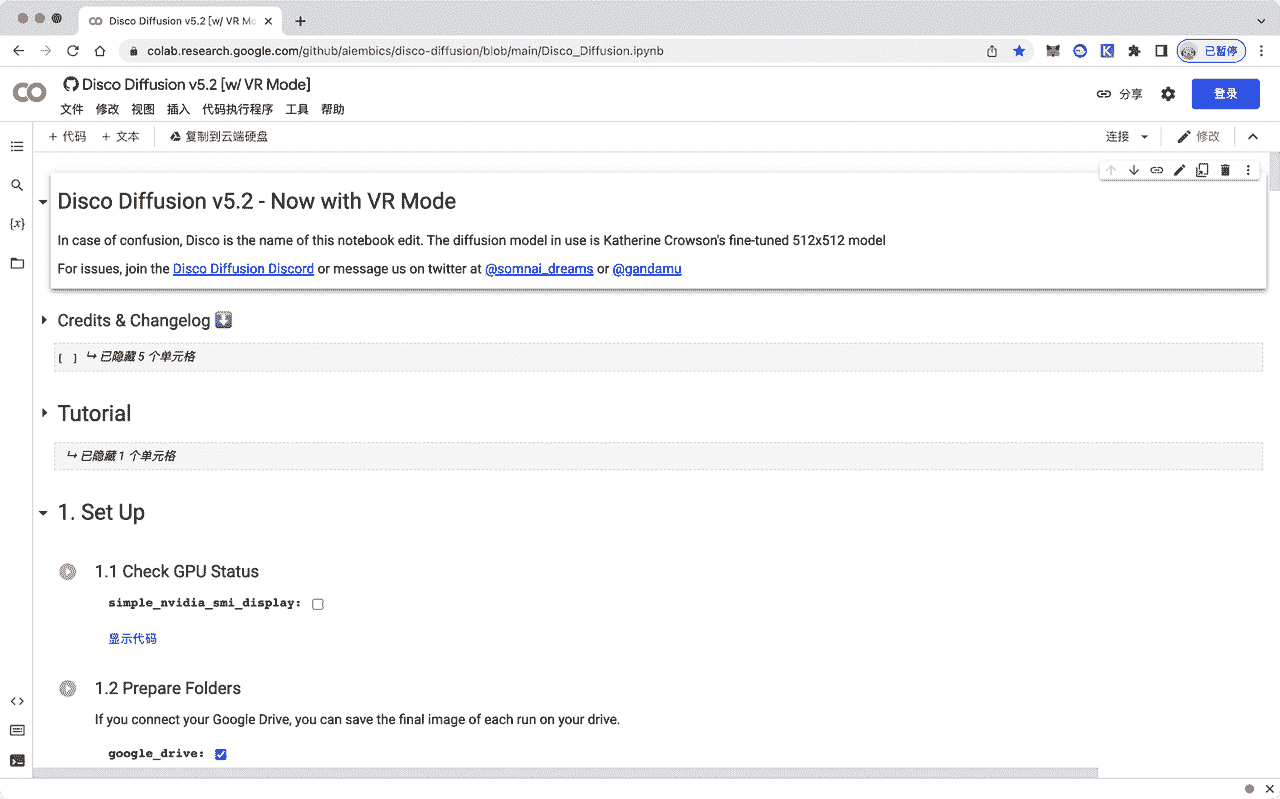 Disco Diffusion v5.2 [w/ VR Mo
colab.research.google.com/github/alembics/disco-diffusion/blob/main/Disco_Diffusion.ipynb
已暂停
Disco Diffusion v5.2 [w/ VR Mode]
文件 修改 视图 插入 代码执行程序 工具 帮助
分享
登录
+ 代码 + 文本 复制到云端硬盘
连接 修改
Disco Diffusion v5.2 - Now with VR Mode
In case of confusion, Disco is the name of this notebook edit. The diffusion model in use is Katherine Crowson's fine-tuned 512x512 model
For issues, join the Disco Diffusion Discord or message us on twitter at @somnai_dreams or @gandamu
Credits & Changelog
[ ] ↳ 已隐藏 5 个单元格
Tutorial
↳ 已隐藏 1 个单元格
1. Set Up
1.1 Check GPU Status
simple_nvidia_smi_display:
显示代码
1.2 Prepare Folders
If you connect your Google Drive, you can save the final image of each run on your drive.
google_drive: